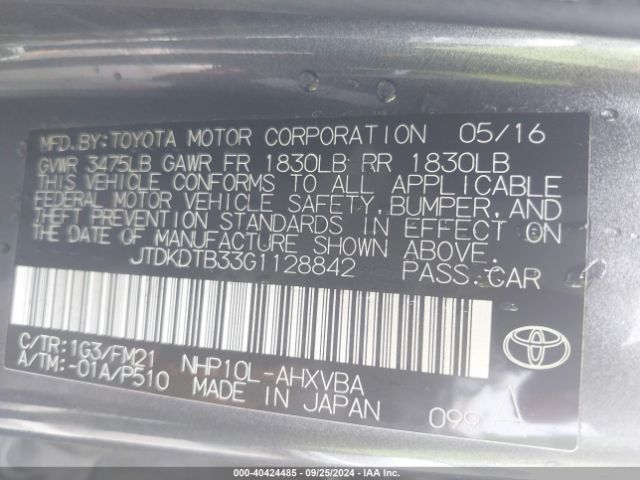 MFD. BY: TOYOTA MOTOR CORPORATION 05/16
GVWR 3475LB GAWR FR 1830LB RR 1830LB
THIS VEHICLE CONFORMS TO ALL APPLICABLE
FEDERAL MOTOR VEHICLE SAFETY, BUMPER, AND
THEFT PREVENTION STANDARDS IN EFFECT ON
THE DATE OF MANUFACTURE SHOWN ABOVE.
JTDKDTB33G1128842 PASS. CAR
C/TR: 1G3/FM21 NHP10L-AHXVBA
A/TM: -01A/P510 MADE IN JAPAN
TOYOTA
099 A
000-40424485 - 09/25/2024 - IAA Inc.